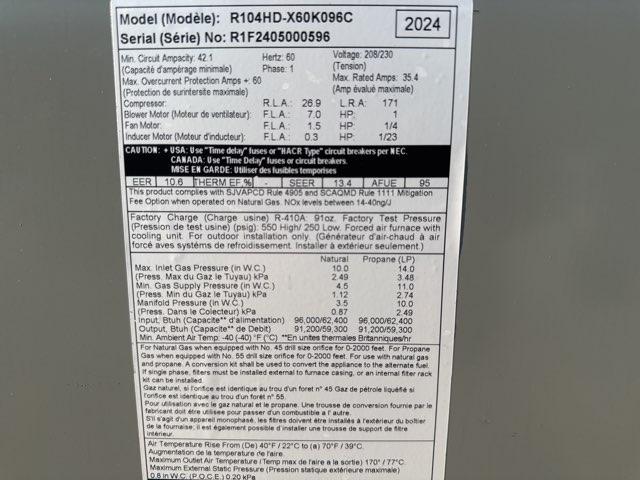 Model (Modèle): R104HD-X60K096C
2024
Serial (Série) No: R1F2405000596
Min. Circuit Ampacity: 42.1 Hertz: 60 Voltage: 208/230
(Capacité d'ampérage minimale) Phase: 1 (Tension)
Max. Overcurrent Protection Amps +: 60 Max. Rated Amps: 35.4
(Protection de surintersite maximale) (Amp évalué maximale)
Compressor: R.L.A.: 26.9 L.R.A: 171
Blower Motor (Moteur de ventilateur): F.L.A.: 7.0 HP: 1
Fan Motor: F.L.A.: 1.5 HP: 1/4
Inducer Motor (Moteur d'inducteur): F.L.A.: 0.3 HP: 1/23
CAUTION: + USA: Use "Time delay" fuses or "HACR Type" circuit breakers per NEC.
CANADA: Use "Time Delay" fuses or circuit breakers.
MISE EN GARDE: Utiliser des fusibles temporises
EER 10.6 THERM EF,% - SEER 13.4 AFUE 95
This product complies with SJVAPCD Rule 4905 and SCAQMD Rule 1111 Mitigation
Fee Option when operated on Natural Gas. NOx levels between 14-40ng/J
Factory Charge (Charge usine) R-410A: 91oz. Factory Test Pressure
(Pression de test usine) (psig): 550 High/ 250 Low. Forced air furnace with
cooling unit. For outdoor installation only. (Générateur d'air-chaud à air
forcé aves systèms de refroidissement. Installer à extérieur seulement.)
Natural Propane (LP)
Max. Inlet Gas Pressure (in W.C.) 10.0 14.0
(Press. Max du Gaz le Tuyau) kPa 2.49 3.48
Min. Gas Supply Pressure (in W.C.) 4.5 11.0
(Press. Min du Gaz le Tuyau) kPa 1.12 2.74
Manifold Pressure (in W.C.) 3.5 10.0
(Press. Dans le Colectier) kPa 0.87 2.49
Input, Btuh (Capacite** d'alimentation) 96,000/62,400 96,000/62,400
Output, Btuh (Capacite** de Debit) 91,200/59,300 91,200/59,300
Min. Ambient Air Temp: -40 (-40) °F (°C) **En unites thermales Britanniques/hr
For Natural Gas when equipped with No. 45 drill size orifice for 0-2000 feet. For Propane
Gas when equipped with No. 55 drill size orifice for 0-2000 feet. For use with natural gas
and propane. A conversion kit shall be used to convert the appliance to the alternate fuel.
If single phase, filters must be installed external to furnace casing, or an internal filter rack
kit can be installed.
Gaz naturel, si l'orifice est identique au trou d'un foret n° 45 Gaz de pétrole liquéfié si
l'orifice est identique au trou d'un foret n° 55.
Pour utilisation avec le gaz naturel et le propane. Une trousse de conversion fournie par le
fabricant doit être utilisée pour passer d'un combustible a l' autre.
S'il s'agit d'un appareil monophasé, les filtres doivent être installés à l'extérieur du boîtier
de la fournaise; il est également possible d'installer une trousse de support de filtre
intérieur.
Air Temperature Rise From (De) 40°F / 22°C to (a) 70°F / 39°C.
Augmentation de la temperature de l'aire.
Maximum Outlet Air Temperature (Temp max de l'aire a la sortie) 170° / 77°C
Maximum External Static Pressure (Pression statique extérieure maximale)
0.8 in W.C. (P.O.C.E.) 0.20 kPa